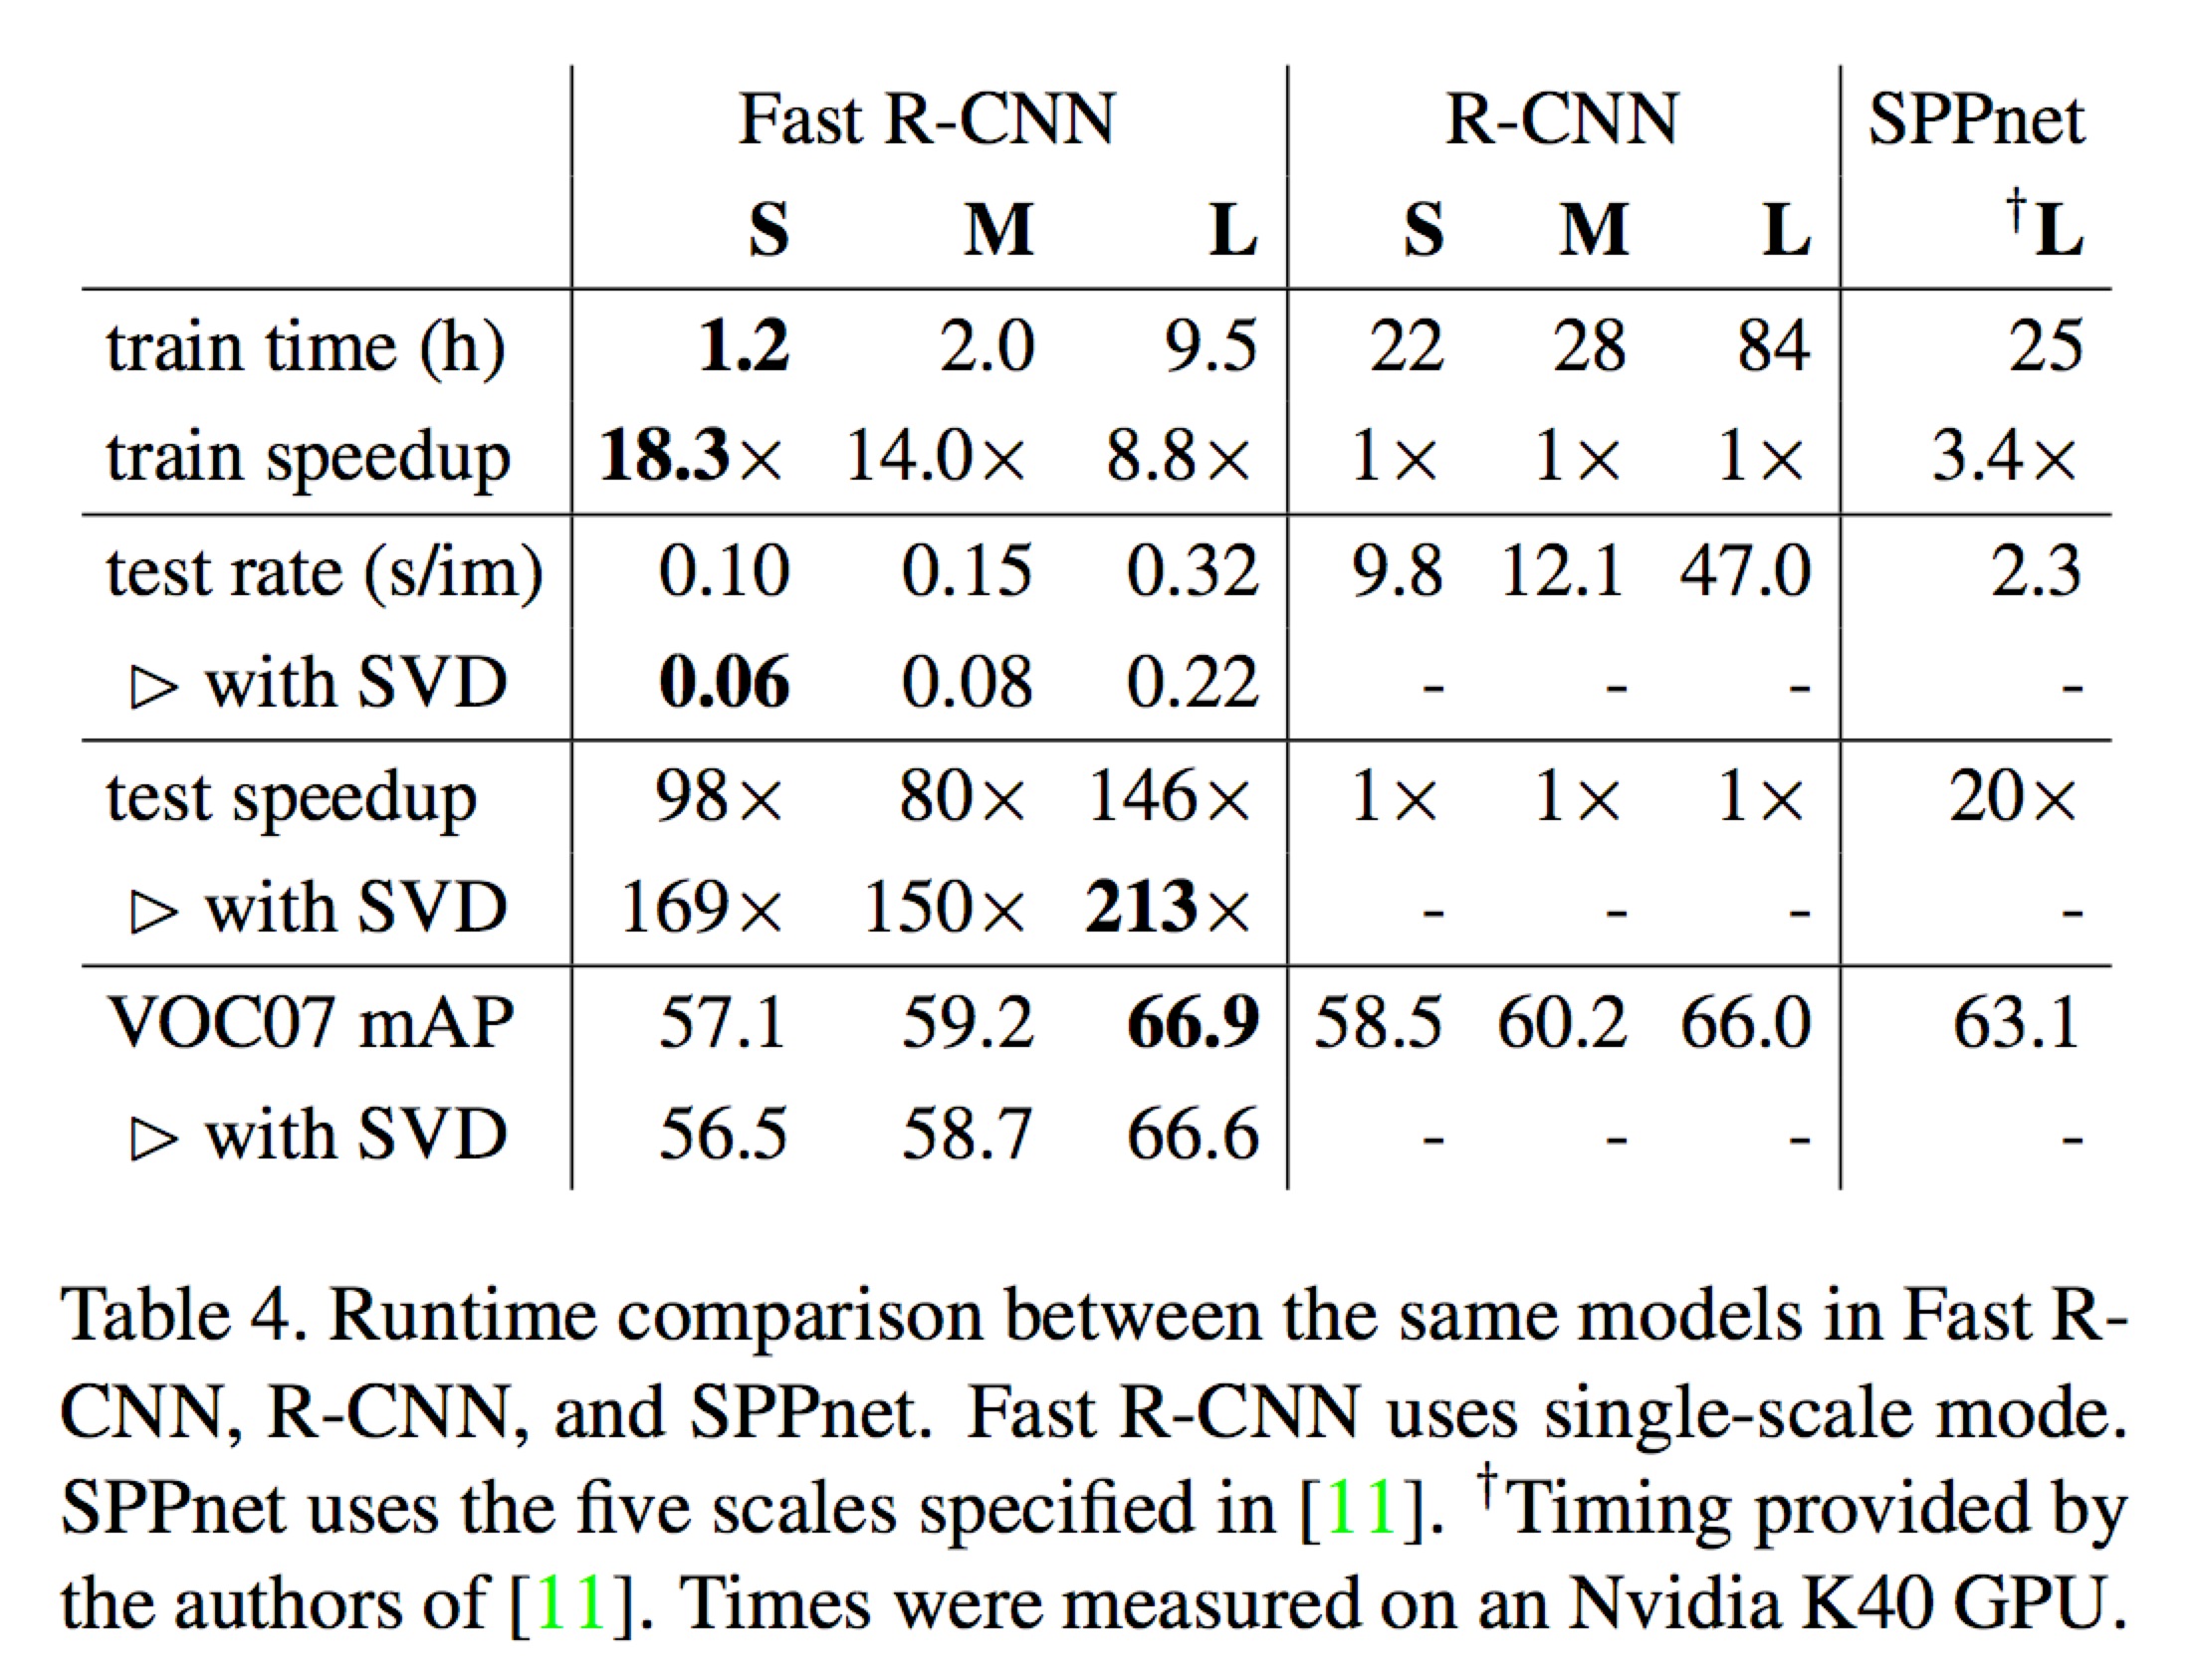 Fast R-CNN R-CNN SPPnet
S M L S M L †L
train time (h) 1.2 2.0 9.5 22 28 84 25
train speedup 18.3× 14.0× 8.8× 1× 1× 1× 3.4×
test rate (s/im) 0.10 0.15 0.32 9.8 12.1 47.0 2.3
▷ with SVD 0.06 0.08 0.22 - - - -
test speedup 98× 80× 146× 1× 1× 1× 20×
▷ with SVD 169× 150× 213× - - - -
VOC07 mAP 57.1 59.2 66.9 58.5 60.2 66.0 63.1
▷ with SVD 56.5 58.7 66.6 - - - -
Table 4. Runtime comparison between the same models in Fast R-
CNN, R-CNN, and SPPnet. Fast R-CNN uses single-scale mode.
SPPnet uses the five scales specified in [11]. †Timing provided by
the authors of [11]. Times were measured on an Nvidia K40 GPU.